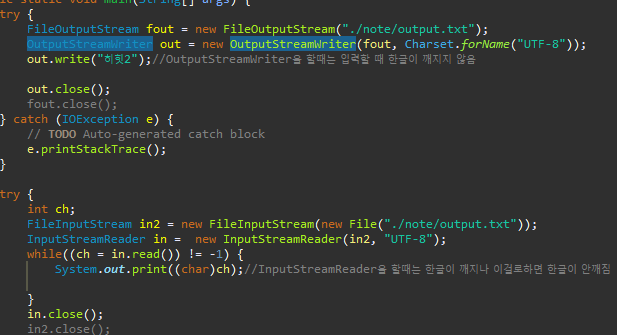 static void main(String[] args) {
try {
FileOutputStream fout = new FileOutputStream("./note/output.txt");
OutputStreamWriter out = new OutputStreamWriter(fout, Charset.forName("UTF-8"));
out.write("히힛2");//OutputStreamWriter을 할때는 입력할 때 한글이 깨지지 않음
out.close();
fout.close();
} catch (IOException e) {
// TODO Auto-generated catch block
e.printStackTrace();
}
try {
int ch;
FileInputStream in2 = new FileInputStream(new File("./note/output.txt"));
InputStreamReader in = new InputStreamReader(in2, "UTF-8");
while((ch = in.read()) != -1) {
System.out.print((char)ch);//InputStreamReader을 할때는 한글이 깨지나 이걸로하면 한글이 안깨짐
}
in.close();
in2.close();